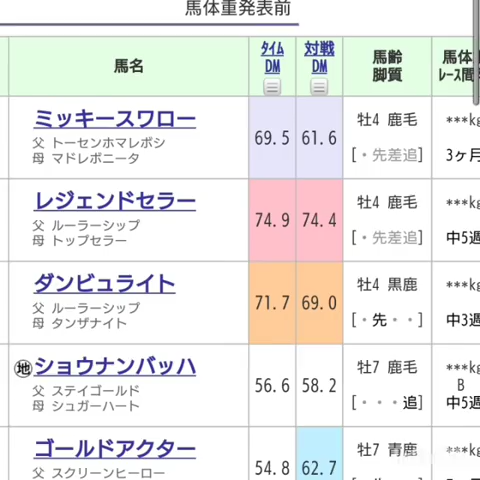 馬体重発表前
馬名
タイム
DM
対戦
DM
馬齢
脚質
馬体
レース間
ミッキースワロー
父 トーセンホマレボシ
母 マドレボニータ
69.5
61.6
牡4 鹿毛
[・先差追]
***kg
3ヶ月
レジェンドセラー
父 ルーラーシップ
母 トップセラー
74.9
74.4
牡4 鹿毛
[・先差追]
***kg
中5週
ダンビュライト
父 ルーラーシップ
母 タンザナイト
71.7
69.0
牡4 黒鹿
[・先・・]
***kg
中3週
地
ショウナンバッハ
父 ステイゴールド
母 シュガーハート
56.6
58.2
牡7 鹿毛
[・・・追]
***kg
B
中5週
ゴールドアクター
父 スクリーンヒーロー
54.8
62.7
牡7 青鹿